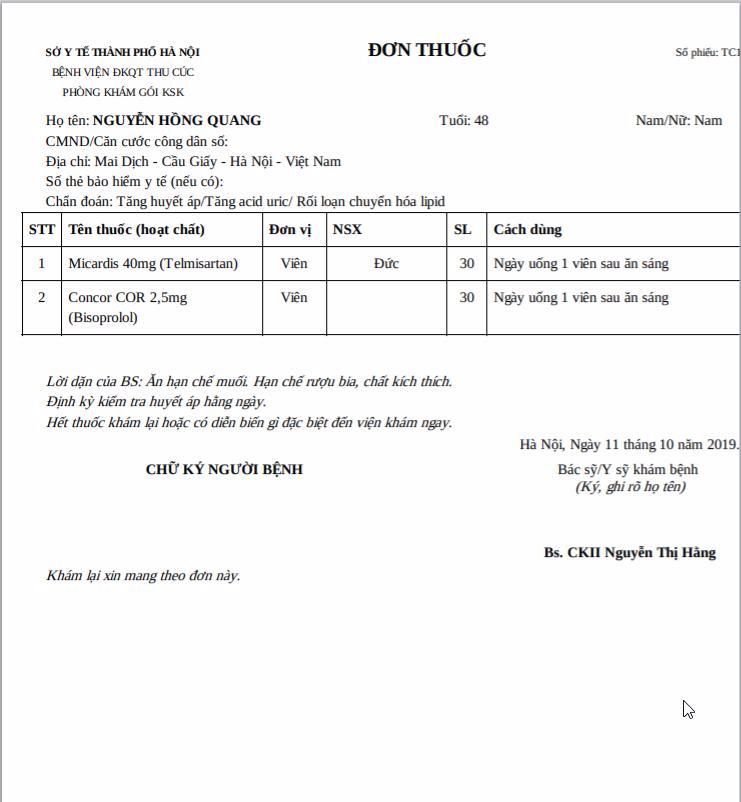 SỞ Y TẾ THÀNH PHỐ HÀ NỘI
ĐƠN THUỐC
Số phiếu: TC1
BỆNH VIỆN ĐKQT THU CÚC
PHÒNG KHÁM GÓI KSK
Họ tên: NGUYỄN HỒNG QUANG Tuổi: 48 Nam/Nữ: Nam
CMND/Căn cước công dân số:
Địa chỉ: Mai Dịch - Cầu Giấy - Hà Nội - Việt Nam
Số thẻ bảo hiểm y tế (nếu có):
Chẩn đoán: Tăng huyết áp/Tăng acid uric/ Rối loạn chuyển hóa lipid
STT Tên thuốc (hoạt chất) Đơn vị NSX SL Cách dùng
1 Micardis 40mg (Telmisartan) Viên Đức 30 Ngày uống 1 viên sau ăn sáng
2 Concor COR 2,5mg Viên 30 Ngày uống 1 viên sau ăn sáng
(Bisoprolol)
Lời dặn của BS: Ăn hạn chế muối. Hạn chế rượu bia, chất kích thích.
Định kỳ kiểm tra huyết áp hằng ngày.
Hết thuốc khám lại hoặc có diễn biến gì đặc biệt đến viện khám ngay.
Hà Nội, Ngày 11 tháng 10 năm 2019.
CHỮ KÝ NGƯỜI BỆNH Bác sỹ/Y sỹ khám bệnh
(Ký, ghi rõ họ tên)
Bs. CKII Nguyễn Thị Hằng
Khám lại xin mang theo đơn này.